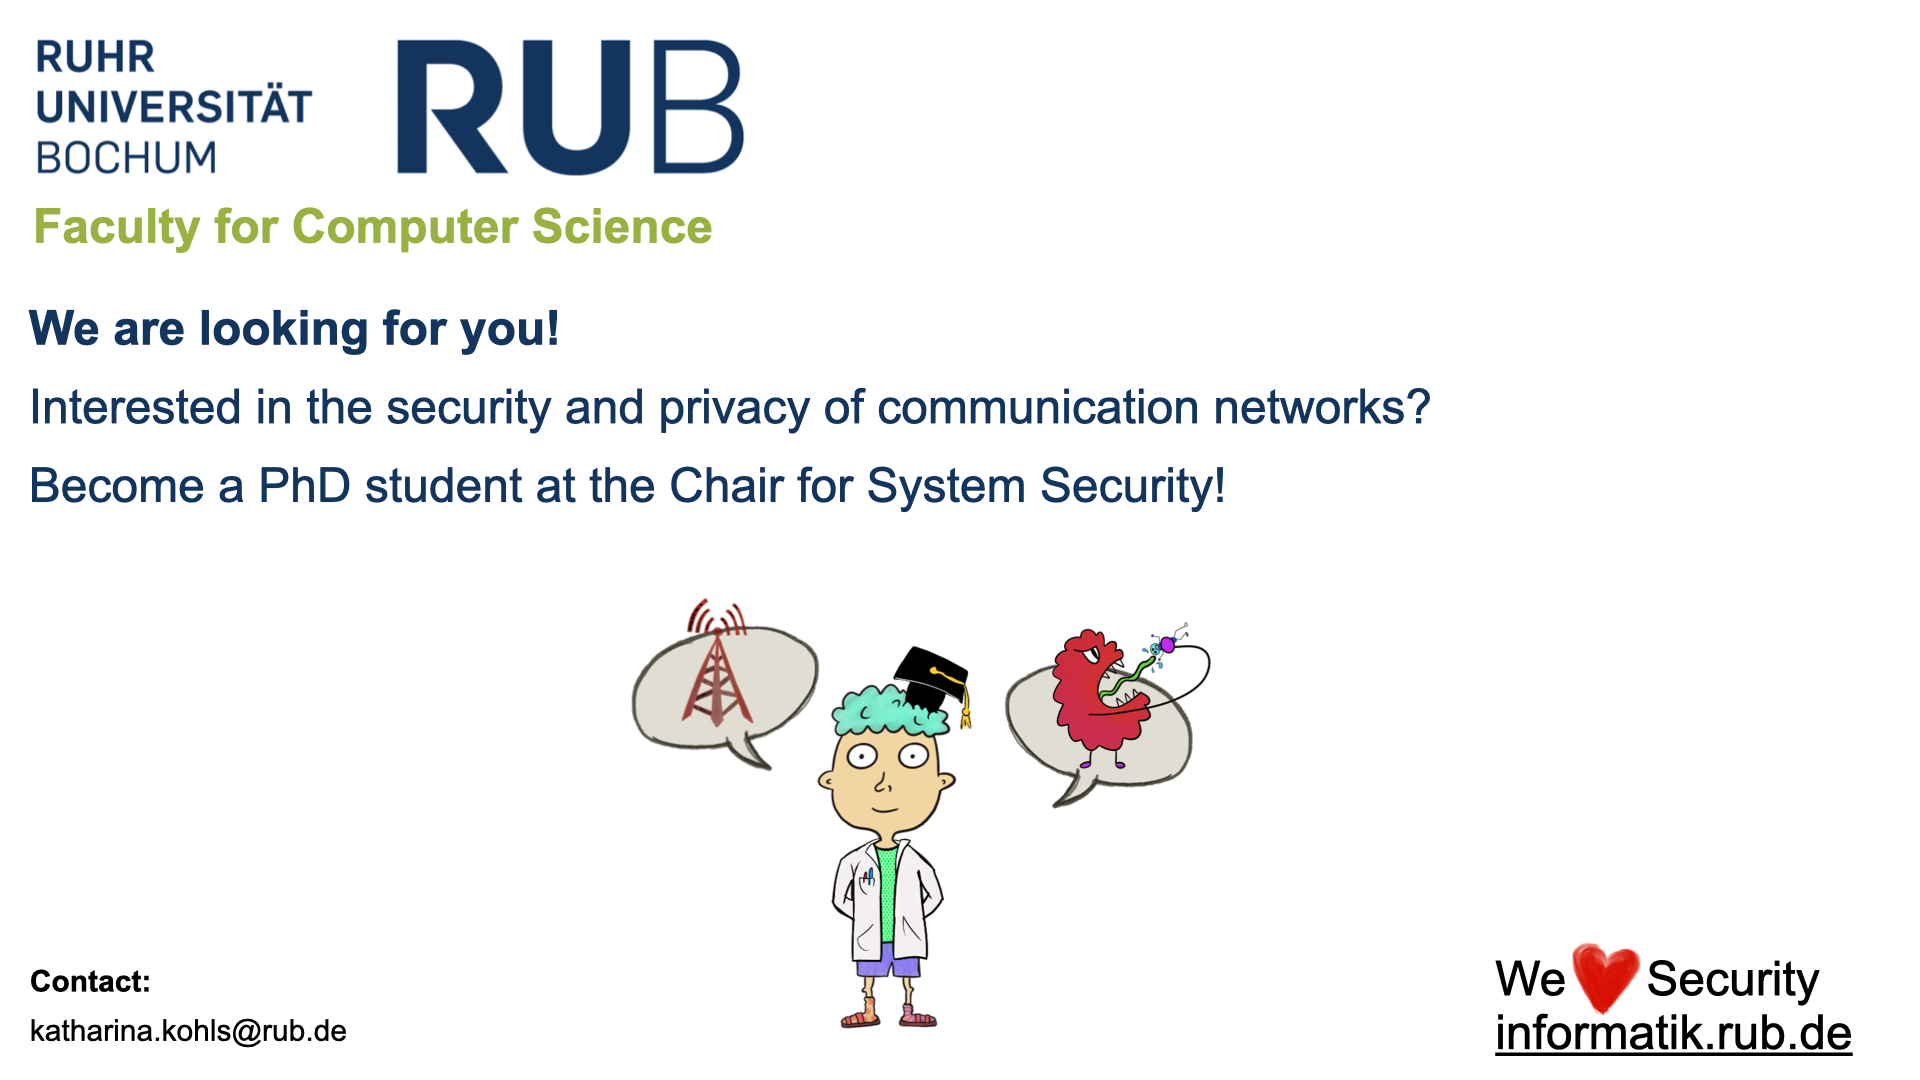 RUHR
UNIVERSITÄT
BOCHUM
RUB
Faculty for Computer Science
We are looking for you!
Interested in the security and privacy of communication networks?
Become a PhD student at the Chair for System Security!
Contact:
katharina.kohls@rub.de
We Security
informatik.rub.de